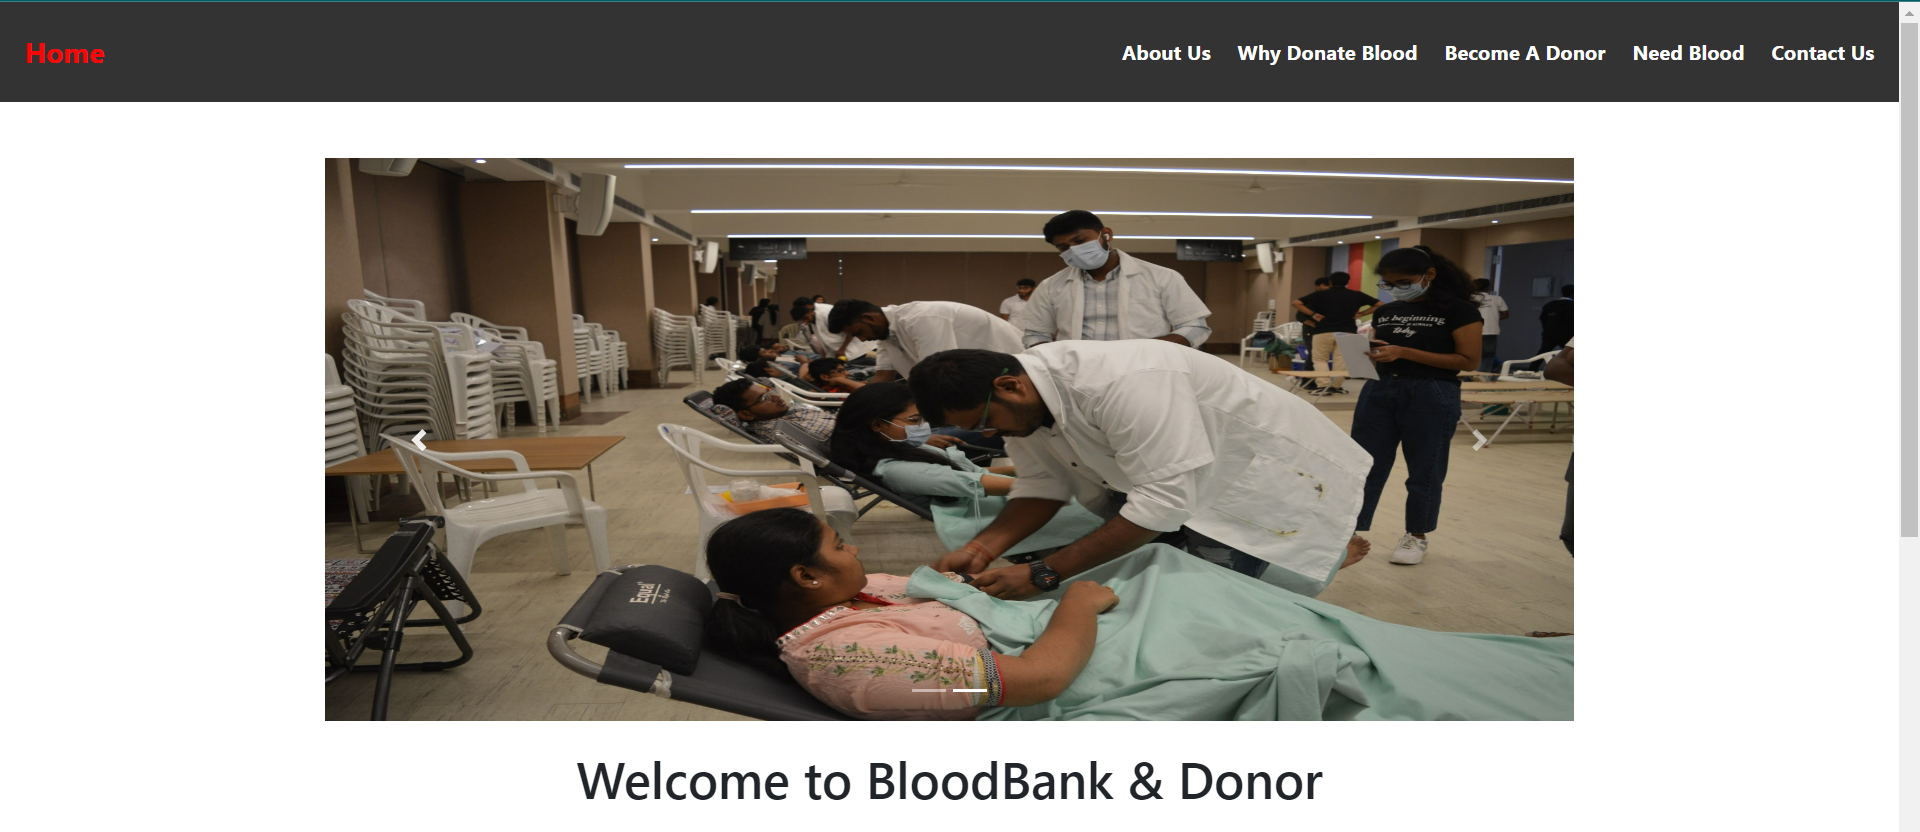 Home
About Us
Why Donate Blood
Become A Donor
Need Blood
Contact Us
the beginning
today
Equal
Welcome to BloodBank & Donor